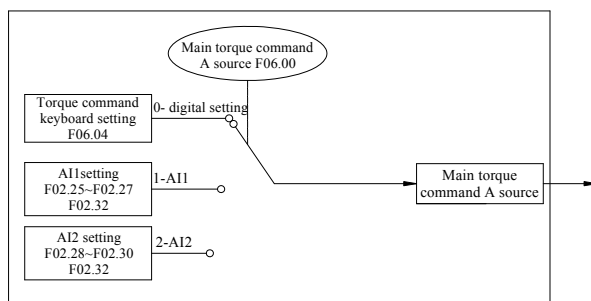 Main torque command
A source F06.00
Torque command
keyboard setting
F06.04
0- digital setting
AI1setting
F02.25~F02.27
F02.32
1-AI1
AI2 setting
F02.28~F02.30
F02.32
2-AI2
Main torque
command A source